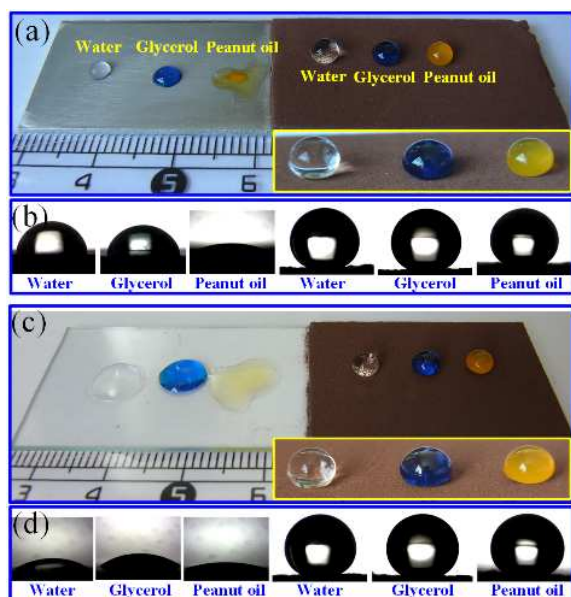 (a)
Water Glycerol Peanut oil
Water
Glycerol Peanut oil
3 4 5 6
(b)
Water Glycerol Peanut oil Water Glycerol Peanut oil
(c)
3 4 5 6
(d)
Water Glycerol Peanut oil Water Glycerol Peanut oil